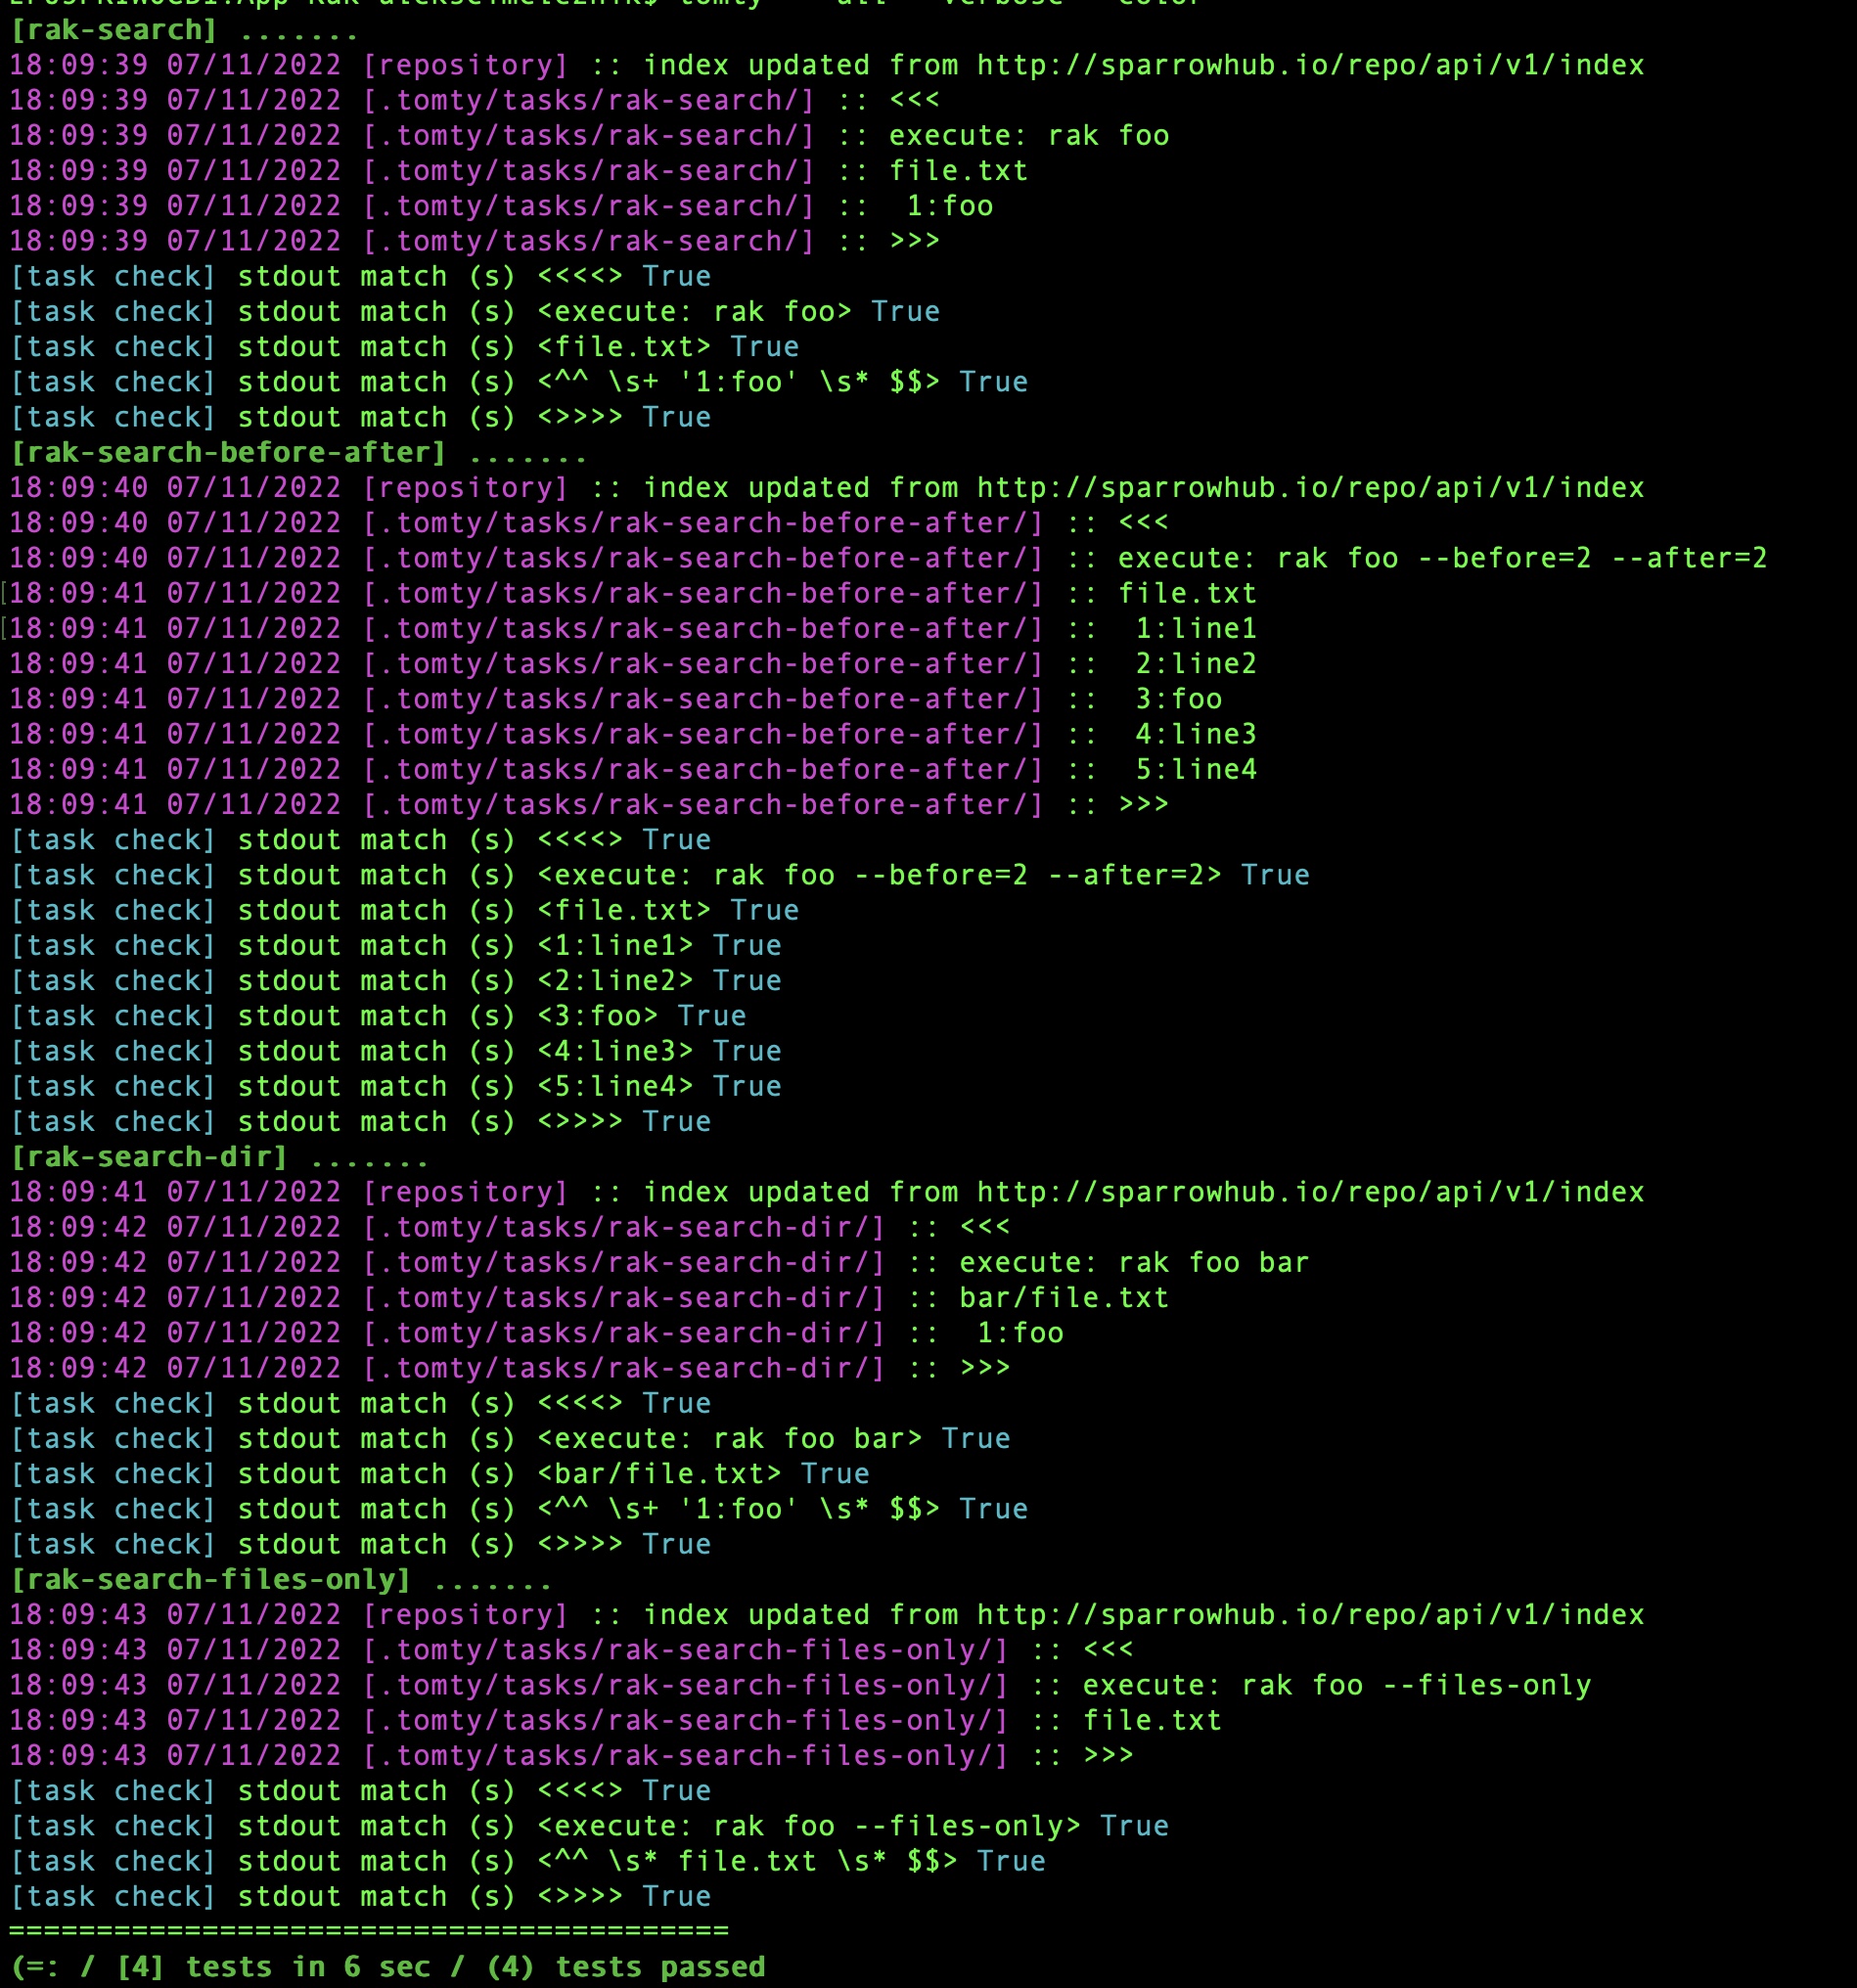 [rak-search] .......
18:09:39 07/11/2022 [repository] :: index updated from http://sparrowhub.io/repo/api/v1/index
18:09:39 07/11/2022 [.tomty/tasks/rak-search/] :: <<<
18:09:39 07/11/2022 [.tomty/tasks/rak-search/] :: execute: rak foo
18:09:39 07/11/2022 [.tomty/tasks/rak-search/] :: file.txt
18:09:39 07/11/2022 [.tomty/tasks/rak-search/] ::  1:foo
18:09:39 07/11/2022 [.tomty/tasks/rak-search/] :: >>>
[task check] stdout match (s) <<<<> True
[task check] stdout match (s) <execute: rak foo> True
[task check] stdout match (s) <file.txt> True
[task check] stdout match (s) <^^ \s+ '1:foo' \s* $$> True
[task check] stdout match (s) <>>>> True
[rak-search-before-after] .......
18:09:40 07/11/2022 [repository] :: index updated from http://sparrowhub.io/repo/api/v1/index
18:09:40 07/11/2022 [.tomty/tasks/rak-search-before-after/] :: <<<
18:09:40 07/11/2022 [.tomty/tasks/rak-search-before-after/] :: execute: rak foo --before=2 --after=2
18:09:41 07/11/2022 [.tomty/tasks/rak-search-before-after/] :: file.txt
18:09:41 07/11/2022 [.tomty/tasks/rak-search-before-after/] ::  1:line1
18:09:41 07/11/2022 [.tomty/tasks/rak-search-before-after/] ::  2:line2
18:09:41 07/11/2022 [.tomty/tasks/rak-search-before-after/] ::  3:foo
18:09:41 07/11/2022 [.tomty/tasks/rak-search-before-after/] ::  4:line3
18:09:41 07/11/2022 [.tomty/tasks/rak-search-before-after/] ::  5:line4
18:09:41 07/11/2022 [.tomty/tasks/rak-search-before-after/] :: >>>
[task check] stdout match (s) <<<<> True
[task check] stdout match (s) <execute: rak foo --before=2 --after=2> True
[task check] stdout match (s) <file.txt> True
[task check] stdout match (s) <1:line1> True
[task check] stdout match (s) <2:line2> True
[task check] stdout match (s) <3:foo> True
[task check] stdout match (s) <4:line3> True
[task check] stdout match (s) <5:line4> True
[task check] stdout match (s) <>>>> True
[rak-search-dir] .......
18:09:41 07/11/2022 [repository] :: index updated from http://sparrowhub.io/repo/api/v1/index
18:09:42 07/11/2022 [.tomty/tasks/rak-search-dir/] :: <<<
18:09:42 07/11/2022 [.tomty/tasks/rak-search-dir/] :: execute: rak foo bar
18:09:42 07/11/2022 [.tomty/tasks/rak-search-dir/] :: bar/file.txt
18:09:42 07/11/2022 [.tomty/tasks/rak-search-dir/] ::  1:foo
18:09:42 07/11/2022 [.tomty/tasks/rak-search-dir/] :: >>>
[task check] stdout match (s) <<<<> True
[task check] stdout match (s) <execute: rak foo bar> True
[task check] stdout match (s) <bar/file.txt> True
[task check] stdout match (s) <^^ \s+ '1:foo' \s* $$> True
[task check] stdout match (s) <>>>> True
[rak-search-files-only] .......
18:09:43 07/11/2022 [repository] :: index updated from http://sparrowhub.io/repo/api/v1/index
18:09:43 07/11/2022 [.tomty/tasks/rak-search-files-only/] :: <<<
18:09:43 07/11/2022 [.tomty/tasks/rak-search-files-only/] :: execute: rak foo --files-only
18:09:43 07/11/2022 [.tomty/tasks/rak-search-files-only/] :: file.txt
18:09:43 07/11/2022 [.tomty/tasks/rak-search-files-only/] :: >>>
[task check] stdout match (s) <<<<> True
[task check] stdout match (s) <execute: rak foo --files-only> True
[task check] stdout match (s) <^^ \s* file.txt \s* $$> True
[task check] stdout match (s) <>>>> True
=========================================
(=: / [4] tests in 6 sec / (4) tests passed